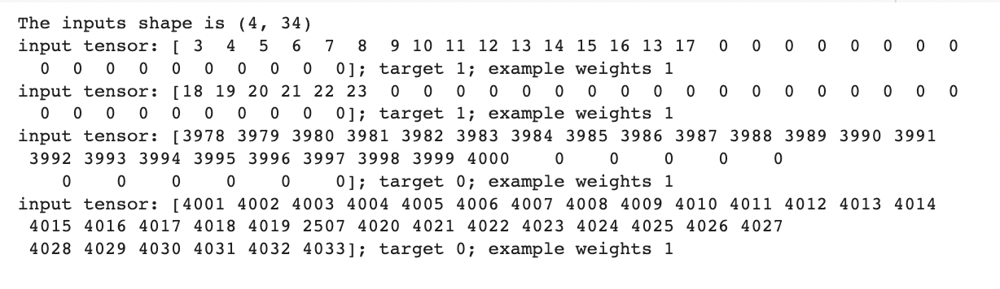 The inputs shape is (4, 34)
input tensor: [ 3  4  5  6  7  8  9 10 11 12 13 14 15 16 13 17  0  0  0  0  0  0  0  0
  0  0  0  0  0  0  0  0  0  0]; target 1; example weights 1
input tensor: [18 19 20 21 22 23  0  0  0  0  0  0  0  0  0  0  0  0  0  0  0  0  0  0
  0  0  0  0  0  0  0  0  0  0]; target 1; example weights 1
input tensor: [3978 3979 3980 3981 3982 3983 3984 3985 3986 3987 3988 3989 3990 3991
 3992 3993 3994 3995 3996 3997 3998 3999 4000    0    0    0    0    0
    0    0    0    0    0    0]; target 0; example weights 1
input tensor: [4001 4002 4003 4004 4005 4006 4007 4008 4009 4010 4011 4012 4013 4014
 4015 4016 4017 4018 4019 2507 4020 4021 4022 4023 4024 4025 4026 4027
 4028 4029 4030 4031 4032 4033]; target 0; example weights 1